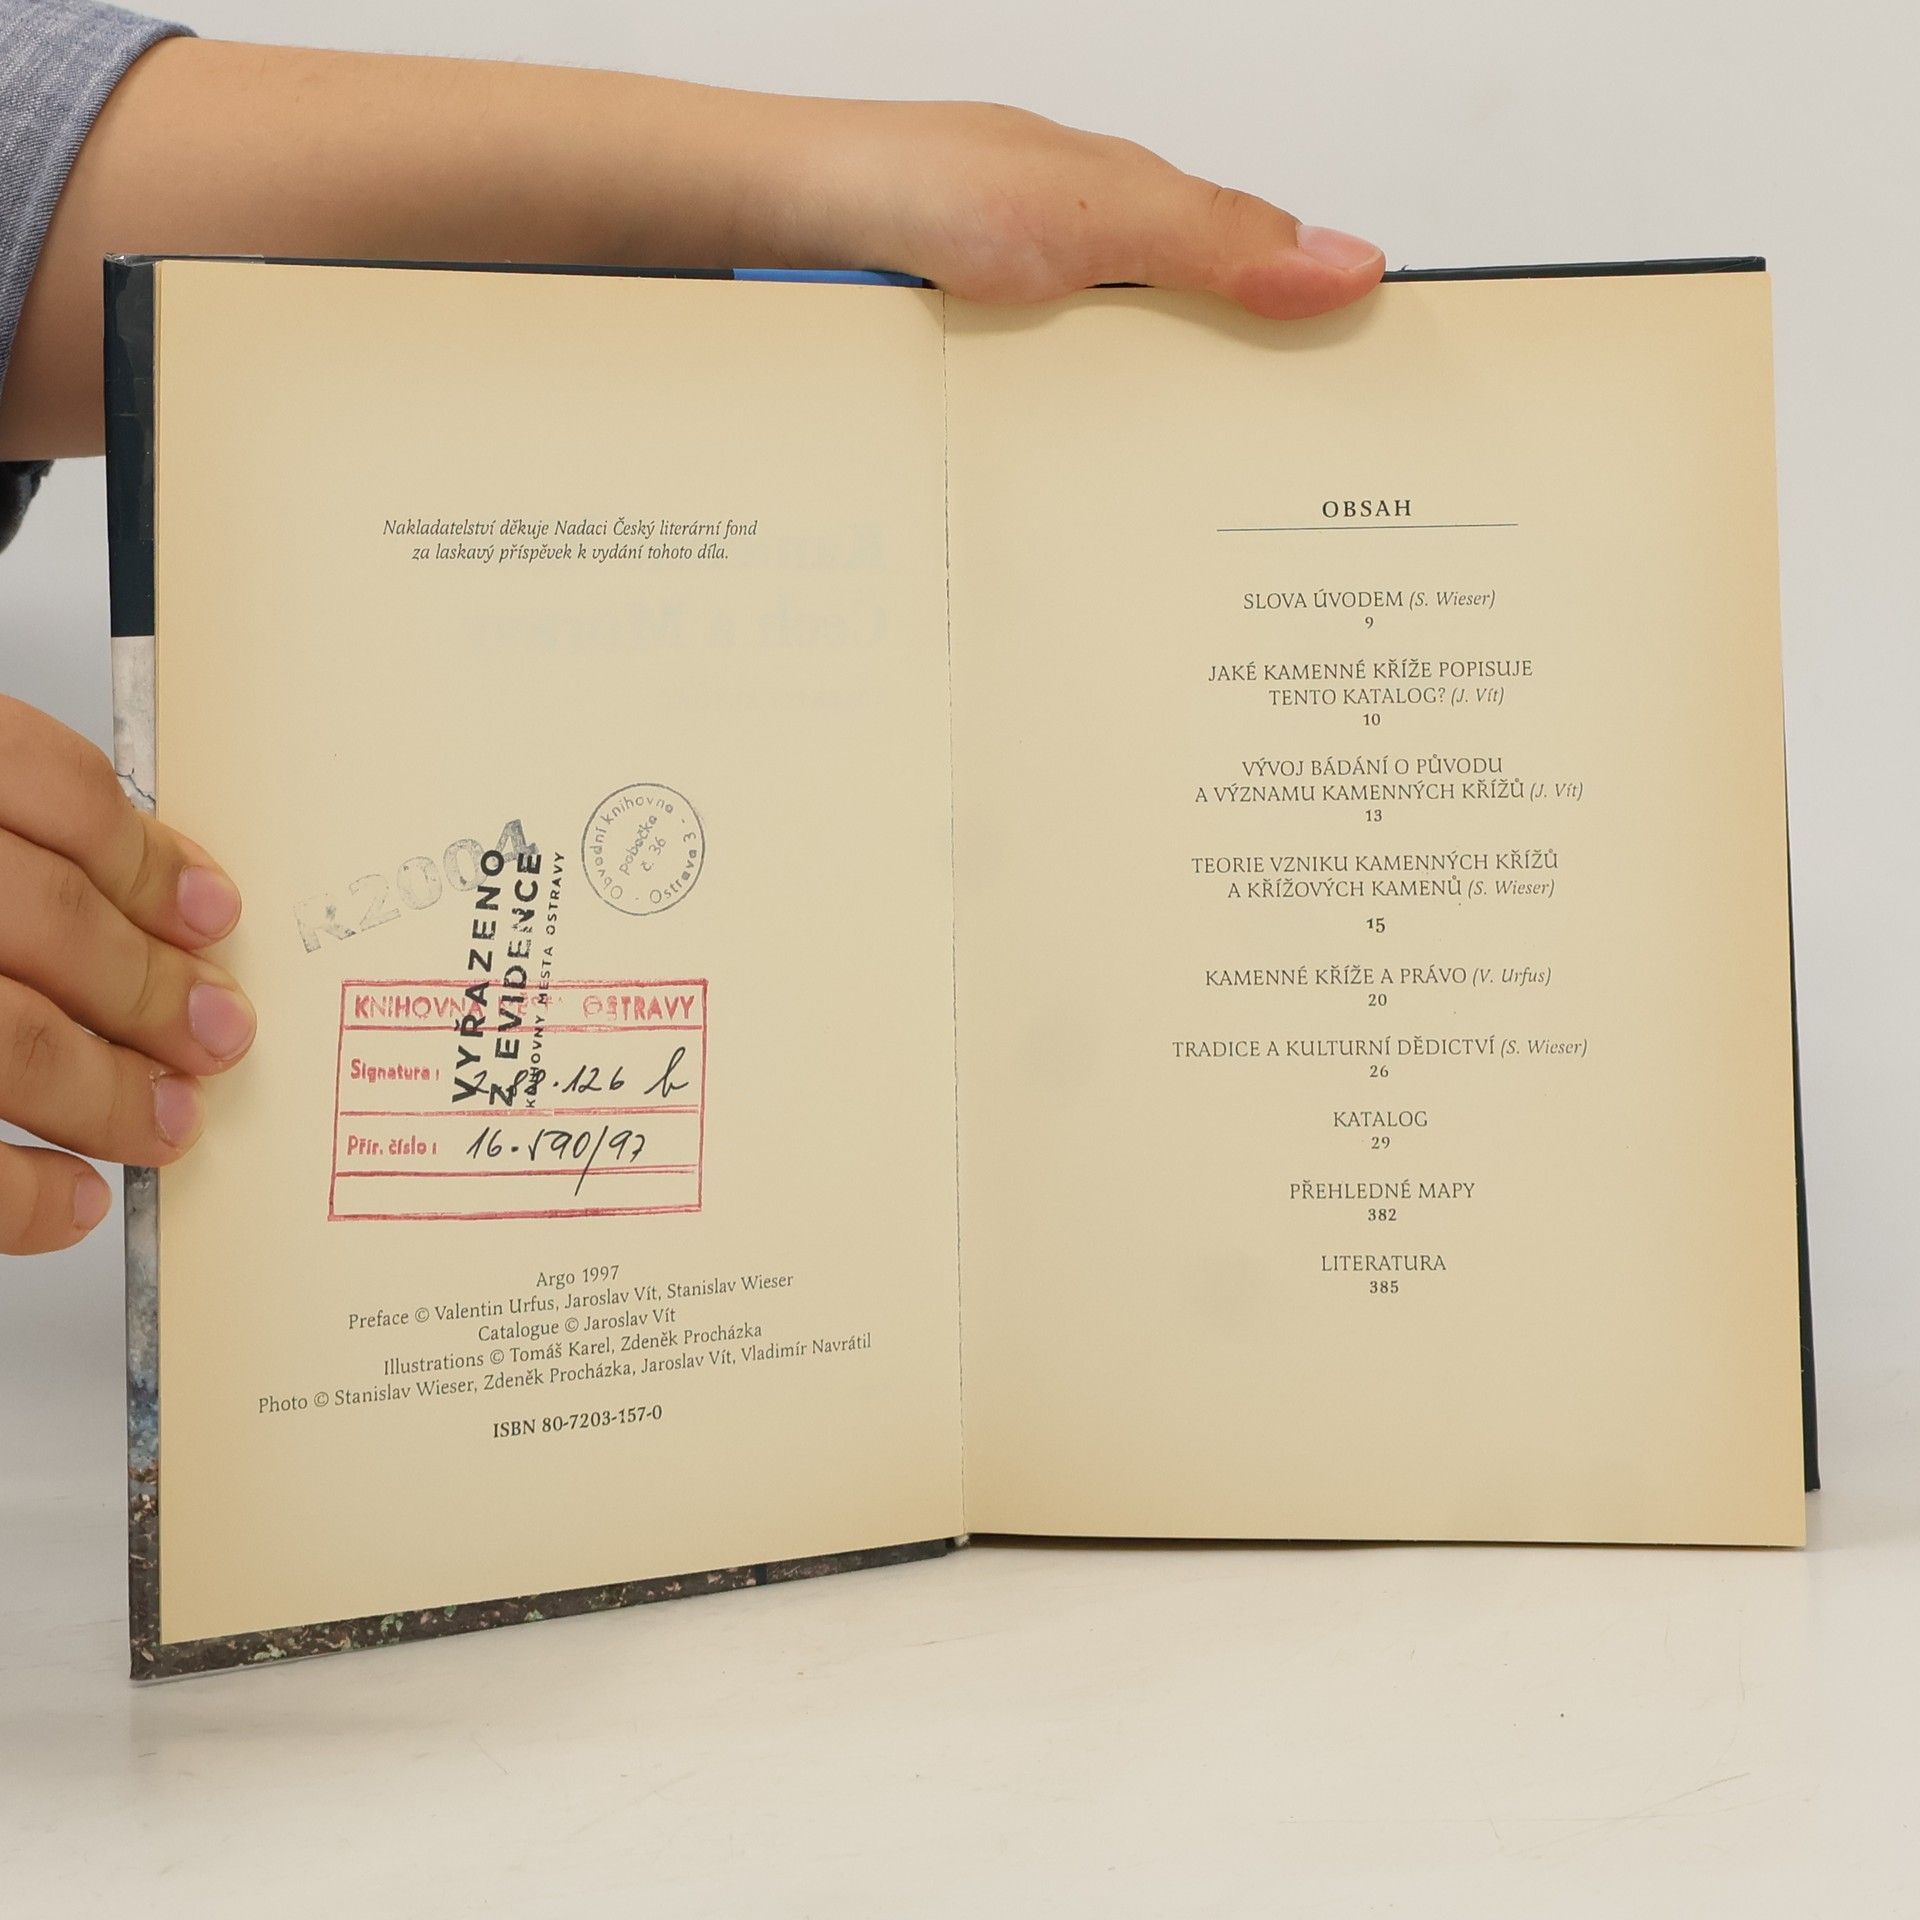 Nakladatelství děkuje Nadaci Český literární fond
za laskavý příspěvek k vydání tohoto díla.
R2004
VYŘAZENO
Z EVIDENCE
KNIHOVNY MĚSTA OSTRAVY
Obvodní knihovna - Ostrava 3 -
pobočka
č. 36
KNIHOVNA OSTRAVY
Signatura: 126 b
Přír. číslo: 16.590/97
Argo 1997
Preface © Valentin Urfus, Jaroslav Vít, Stanislav Wieser
Catalogue © Jaroslav Vít
Illustrations © Tomáš Karel, Zdeněk Procházka
Photo © Stanislav Wieser, Zdeněk Procházka, Jaroslav Vít, Vladimír Navrátil
ISBN 80-7203-157-0
OBSAH
SLOVA ÚVODEM (S. Wieser)
9
JAKÉ KAMENNÉ KŘÍŽE POPISUJE
TENTO KATALOG? (J. Vít)
10
VÝVOJ BÁDÁNÍ O PŮVODU
A VÝZNAMU KAMENNÝCH KŘÍŽŮ (J. Vít)
13
TEORIE VZNIKU KAMENNÝCH KŘÍŽŮ
A KŘÍŽOVÝCH KAMENŮ (S. Wieser)
15
KAMENNÉ KŘÍŽE A PRÁVO (V. Urfus)
20
TRADICE A KULTURNÍ DĚDICTVÍ (S. Wieser)
26
KATALOG
29
PŘEHLEDNÉ MAPY
382
LITERATURA
385